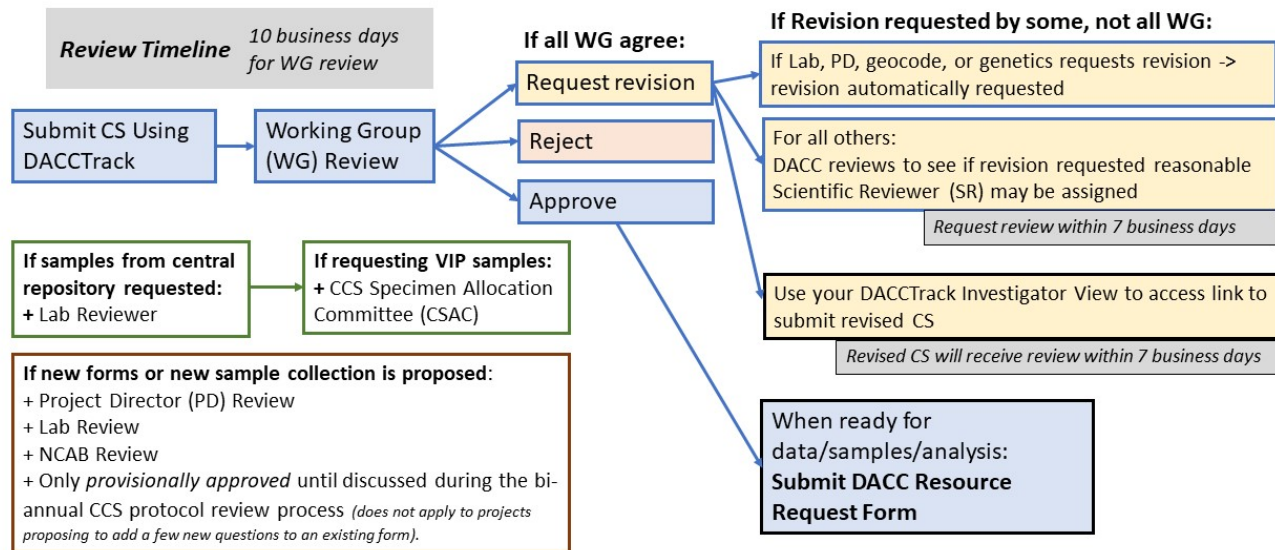 Review Timeline
10 business days
for WG review
Submit CS Using
DACCTrack
Working Group
(WG) Review
If all WG agree:
Request revision
Reject
Approve
If Revision requested by some, not all WG:
If Lab, PD, geocode, or genetics requests revision ->
revision automatically requested
For all others:
DACC reviews to see if revision requested reasonable
Scientific Reviewer (SR) may be assigned
Request review within 7 business days
Use your DACCTrack Investigator View to access link to
submit revised CS
Revised CS will receive review within 7 business days
When ready for
data/samples/analysis:
Submit DACC Resource
Request Form
If samples from central
repository requested:
+ Lab Reviewer
If requesting VIP samples:
+ CCS Specimen Allocation
Committee (CSAC)
If new forms or new sample collection is proposed:
+ Project Director (PD) Review
+ Lab Review
+ NCAB Review
+ Only provisionally approved until discussed during the bi-
annual CCS protocol review process (does not apply to projects
proposing to add a few new questions to an existing form).